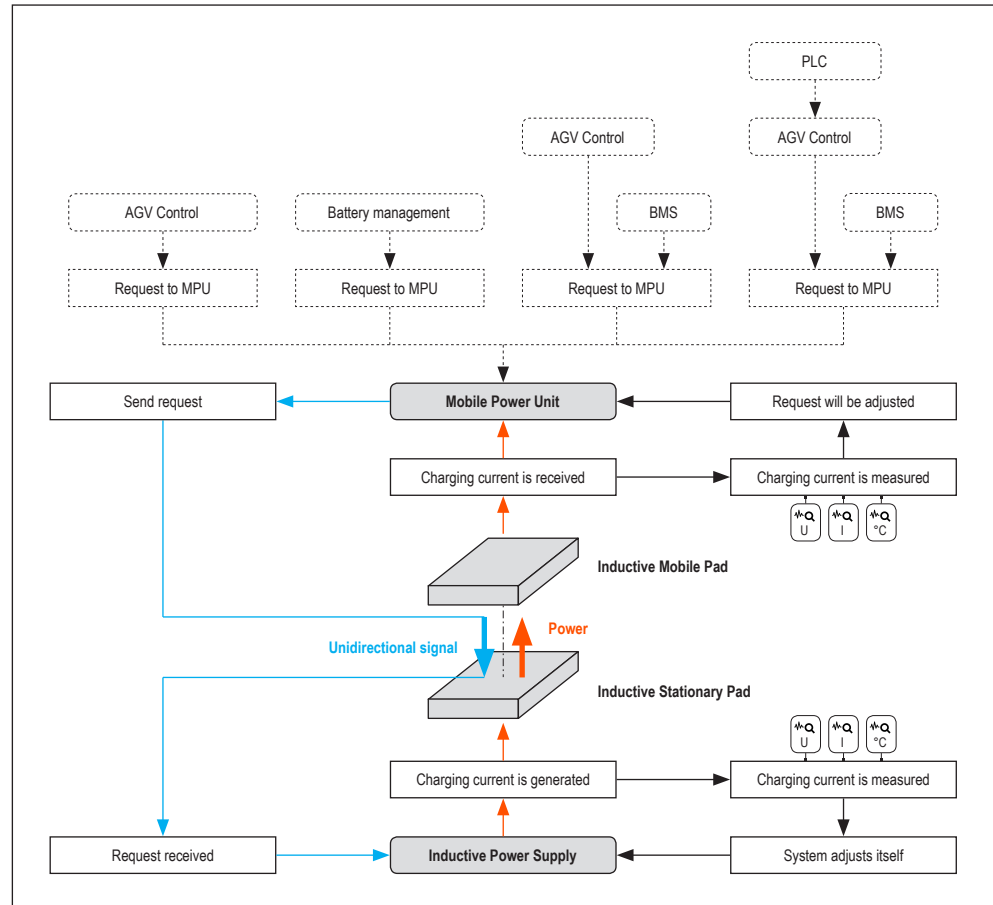 PLC
AGV Control
AGV Control
AGV Control
Battery management
BMS
BMS
Request to MPU
Request to MPU
Request to MPU
Request to MPU
Send request
Mobile Power Unit
Request will be adjusted
Charging current is received
Charging current is measured
U
I
°C
Inductive Mobile Pad
Power
Unidirectional signal
Inductive Stationary Pad
U
I
°C
Charging current is generated
Charging current is measured
Request received
Inductive Power Supply
System adjusts itself